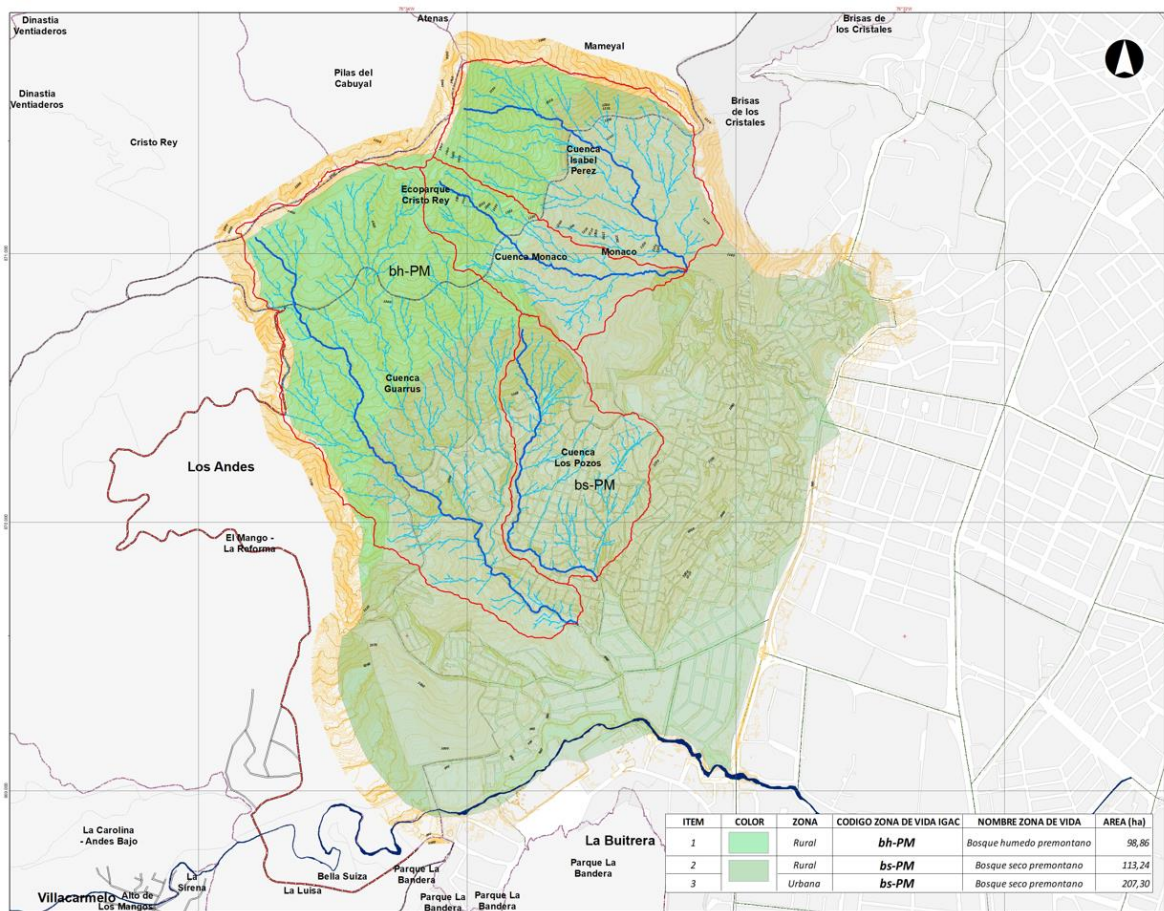 Dinastia
Ventiaderos
Atenas
Mameyal
Brisas de
los Cristales
Pilas del
Cabuyal
Dinastia
Ventiaderos
Brisas
de los
Cristales
Cristo Rey
Cuenca
Isabel
Perez
Ecoparque
Cristo Rey
Cuenca Monaco
Monaco
bh-PM
Cuenca
Guarrus
Cuenca
Los Pozos
bs-PM
Los Andes
El Mango -
La Reforma
La Carolina
- Andes Bajo
La
Sirena
Bella Suiza
La Luisa
Villacarmelo
Alto de
Los Mangos
Parque La
Bandera
Parque La
Bandera
Parque La
Bandera
La Buitrera
Parque La
Bandera
ITEM COLOR ZONA CODIGO ZONA DE VIDA IGAC NOMBRE ZONA DE VIDA AREA (ha)
1 Rural bh-PM Bosque humedo premontano 98,86
2 Rural bs-PM Bosque seco premontano 113,24
3 Urbana bs-PM Bosque seco premontano 207,30